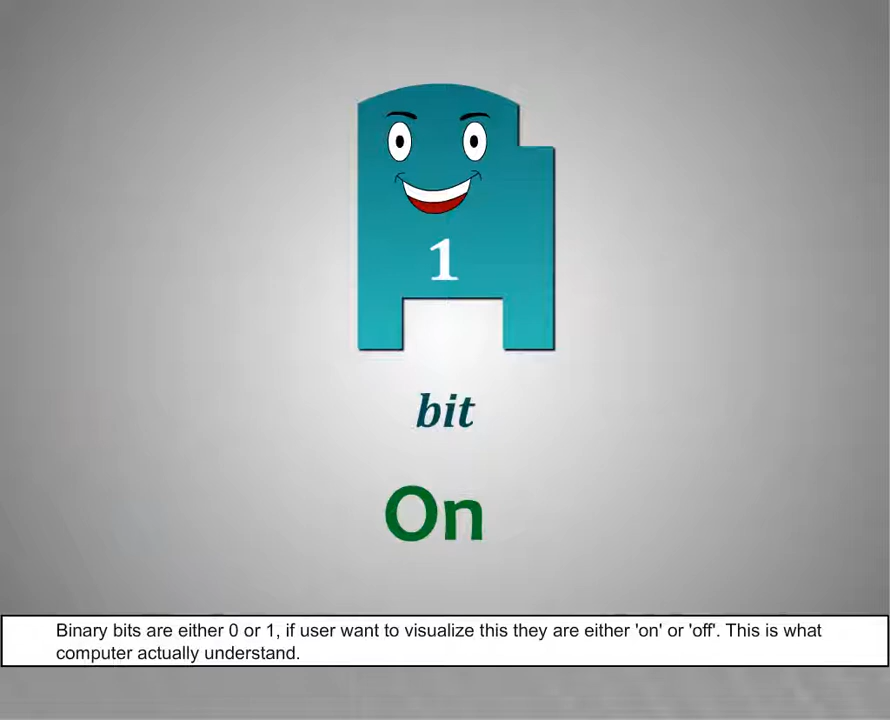 1
bit
On
Binary bits are either 0 or 1, if user want to visualize this they are either 'on' or 'off'. This is what
computer actually understand.